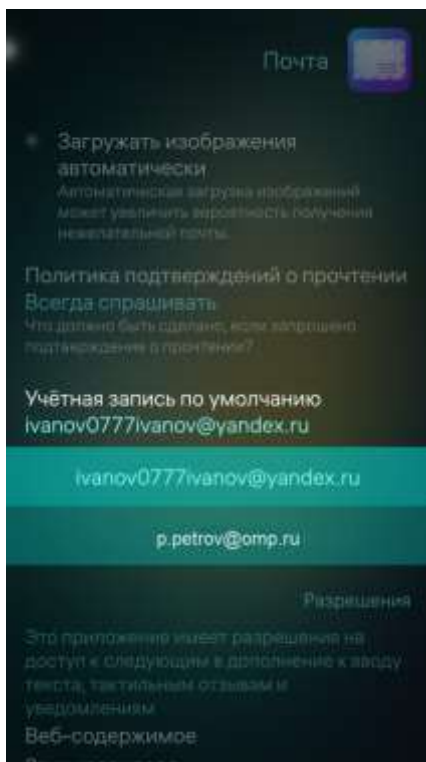 Почта
Загружать изображения
автоматически
Автоматическая загрузка изображений
может увеличить вероятность получения
нежелательной почты.
Политика подтверждений о прочтении
Всегда спрашивать
Что должно быть сделано, если запрошено
подтверждение о прочтении?
Учётная запись по умолчанию
ivanov0777ivanov@yandex.ru
ivanov0777ivanov@yandex.ru
p.petrov@omp.ru
Разрешения
Это приложение имеет разрешения на
доступ к следующим в дополнение к вводу
текста, тактильным отзывам и
уведомлениям
Веб-содержимое